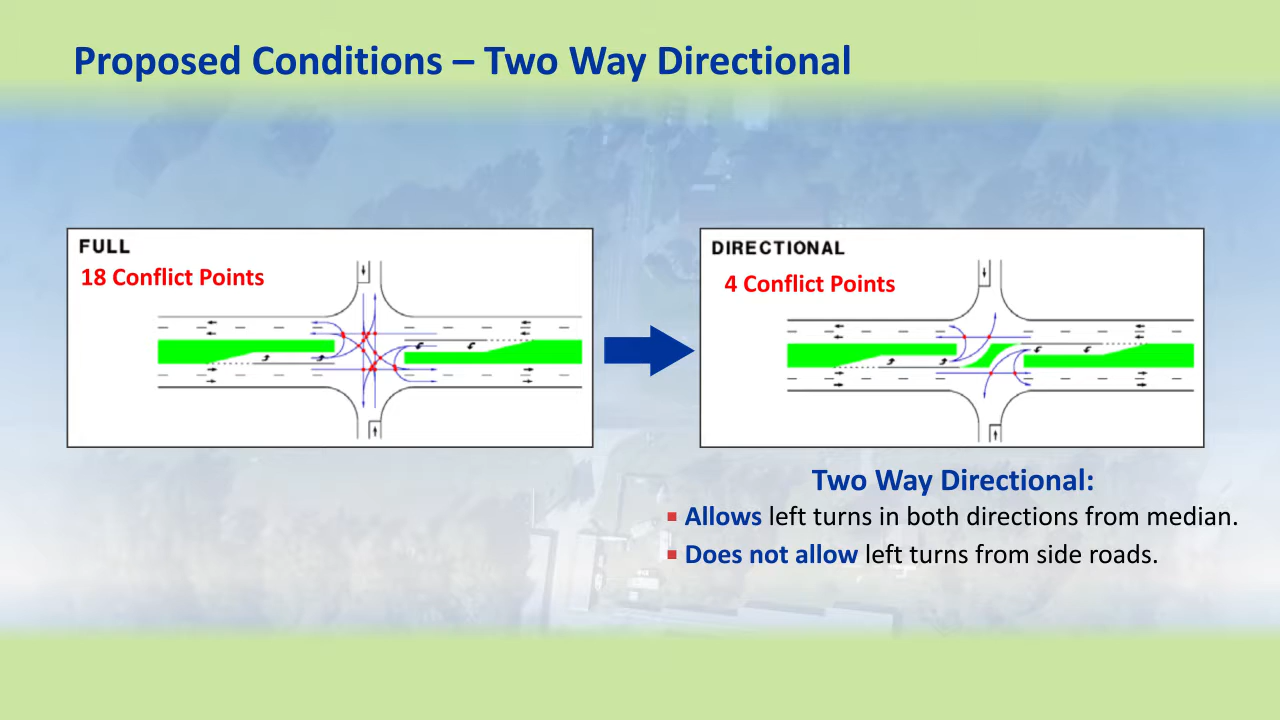 Proposed Conditions – Two Way Directional
FULL
18 Conflict Points
DIRECTIONAL
4 Conflict Points
Two Way Directional:
▪ Allows left turns in both directions from median.
▪ Does not allow left turns from side roads.